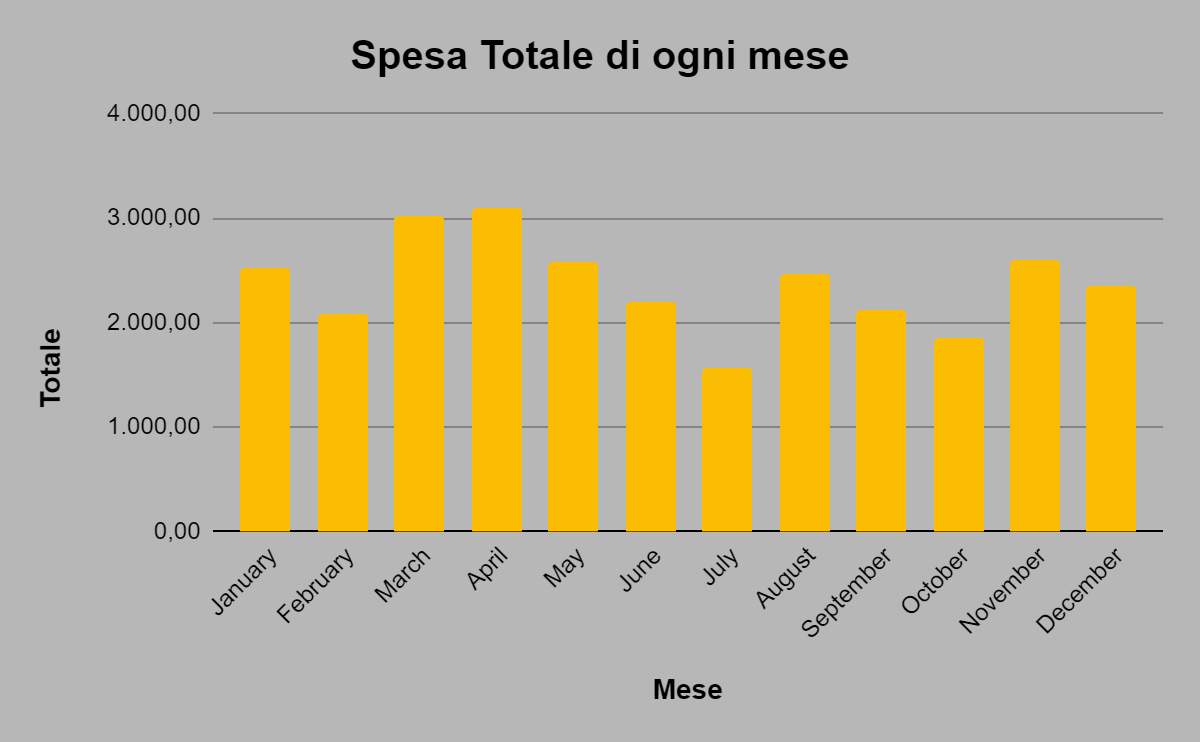 Spesa Totale di ogni mese
4.000,00
3.000,00
2.000,00
1.000,00
0,00
Totale
January
February
March
April
May
June
July
August
September
October
November
December
Mese